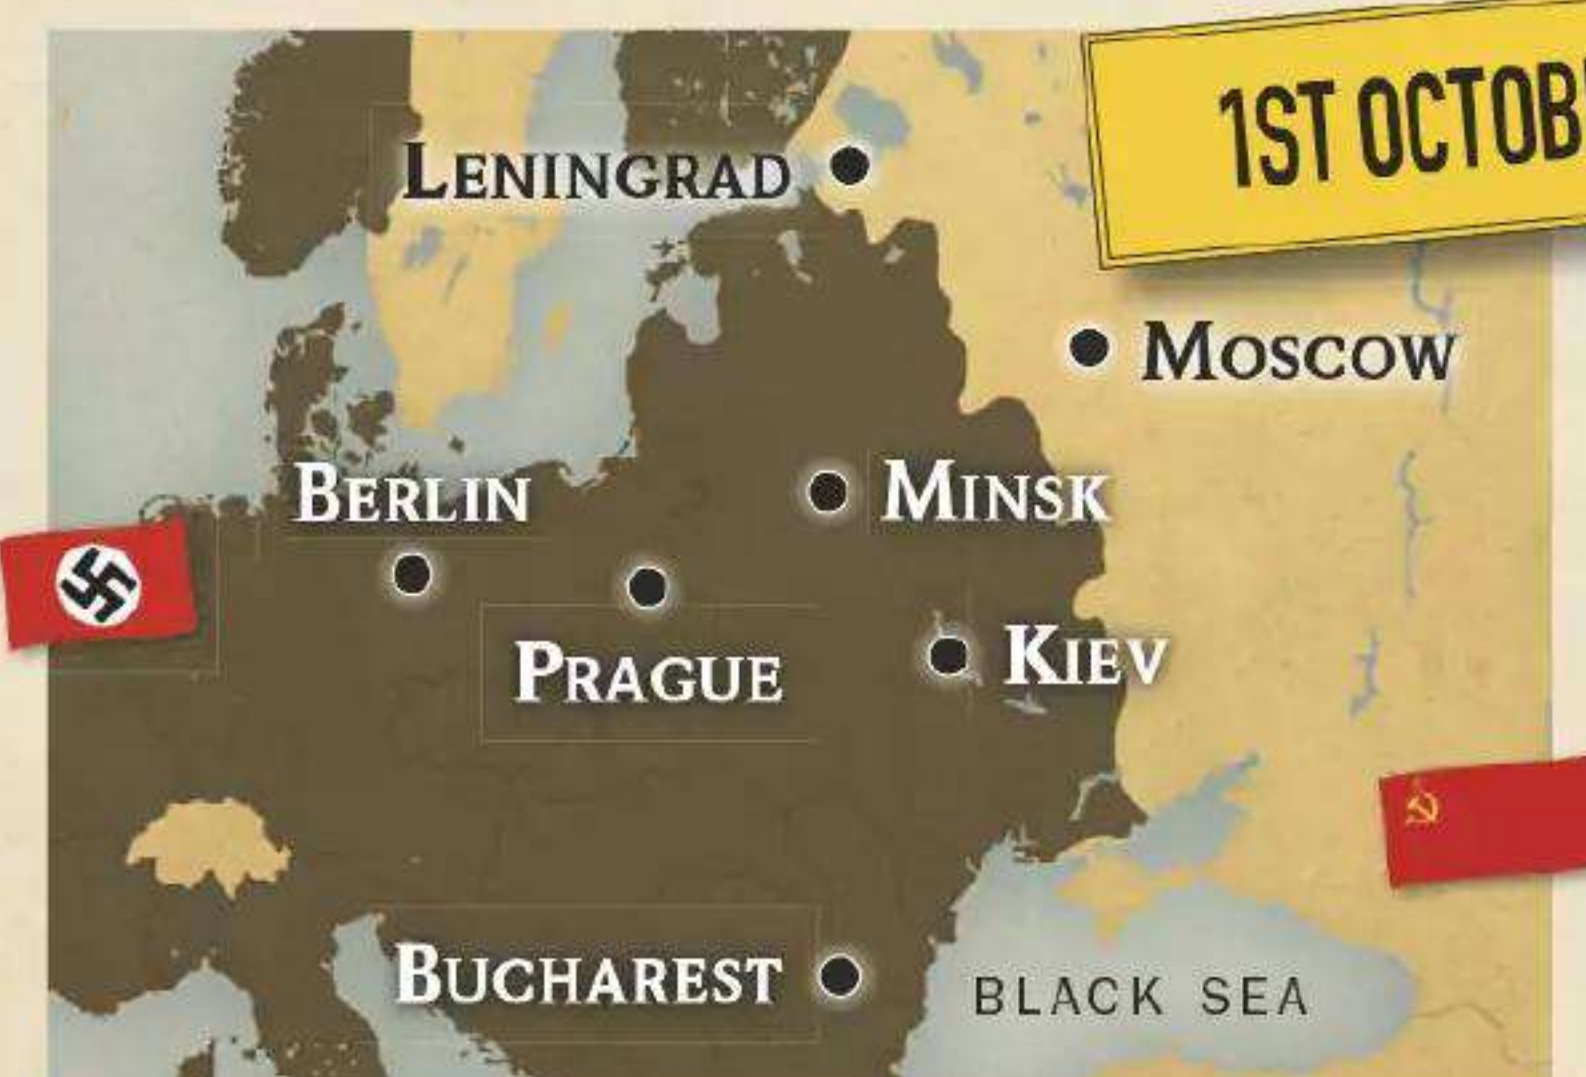 1ST OCTOB
LENINGRAD
MOSCOW
BERLIN
MINSK
PRAGUE
KIEV
BUCHAREST
BLACK SEA